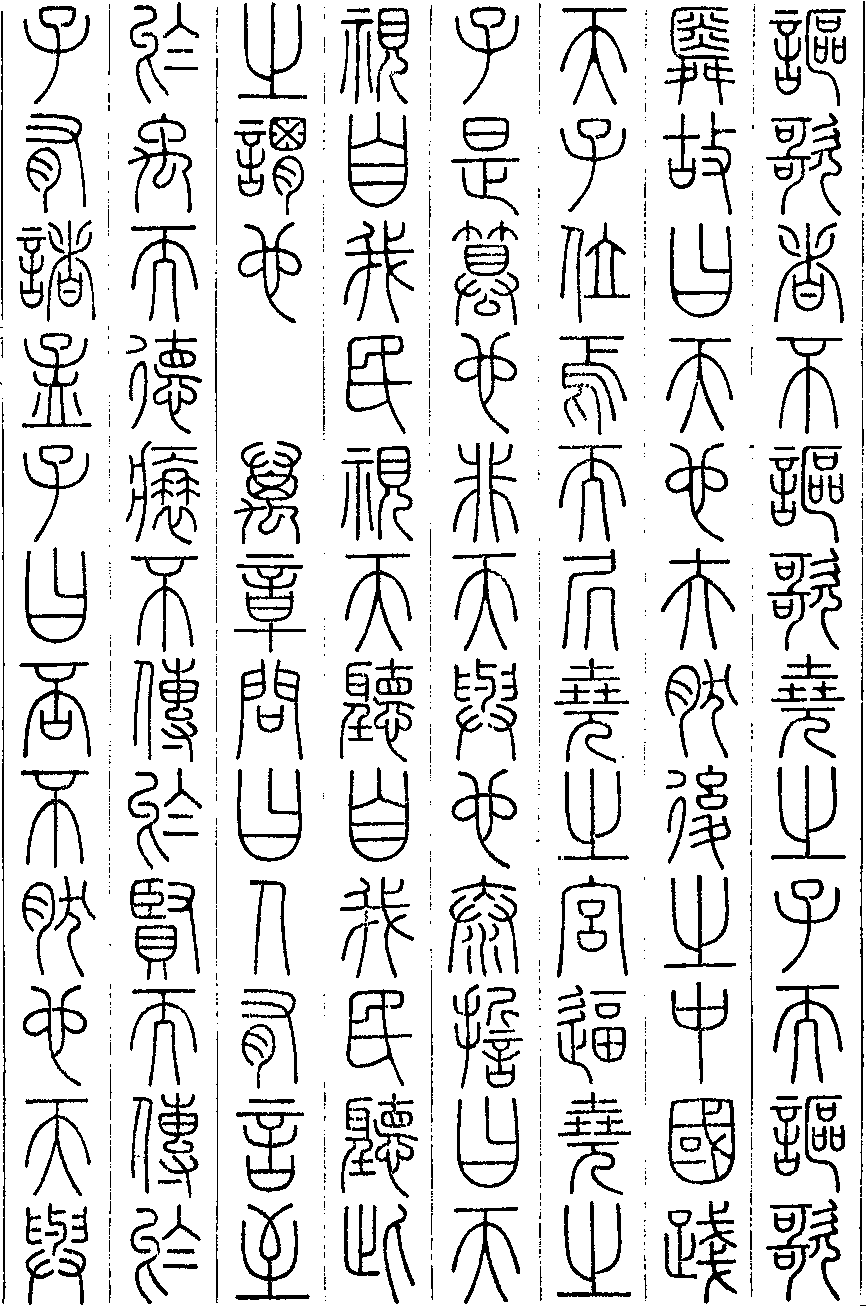 謳歌者不謳歌堯之子而謳歌
舜故曰天也夫然後之中國踐
天子位焉而居堯之宮逼堯之
子是篡也非天與也泰誓曰天
視自我民視天聽自我民聽此
之謂也　萬章問曰人有言至
於禹而德衰不傳於賢而傳於
子有諸孟子曰否不然也天與